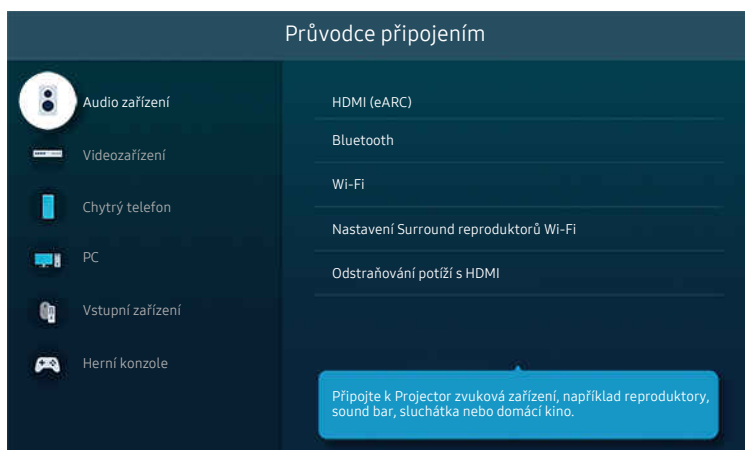 Průvodce připojením
Audio zařízení
Videozařízení
Chytrý telefon
PC
Vstupní zařízení
Herní konzole
HDMI (eARC)
Bluetooth
Wi-Fi
Nastavení Surround reproduktorů Wi-Fi
Odstraňování potíží s HDMI
Připojte k Projector zvuková zařízení, například reproduktory,
sound bar, sluchátka nebo domácí kino.